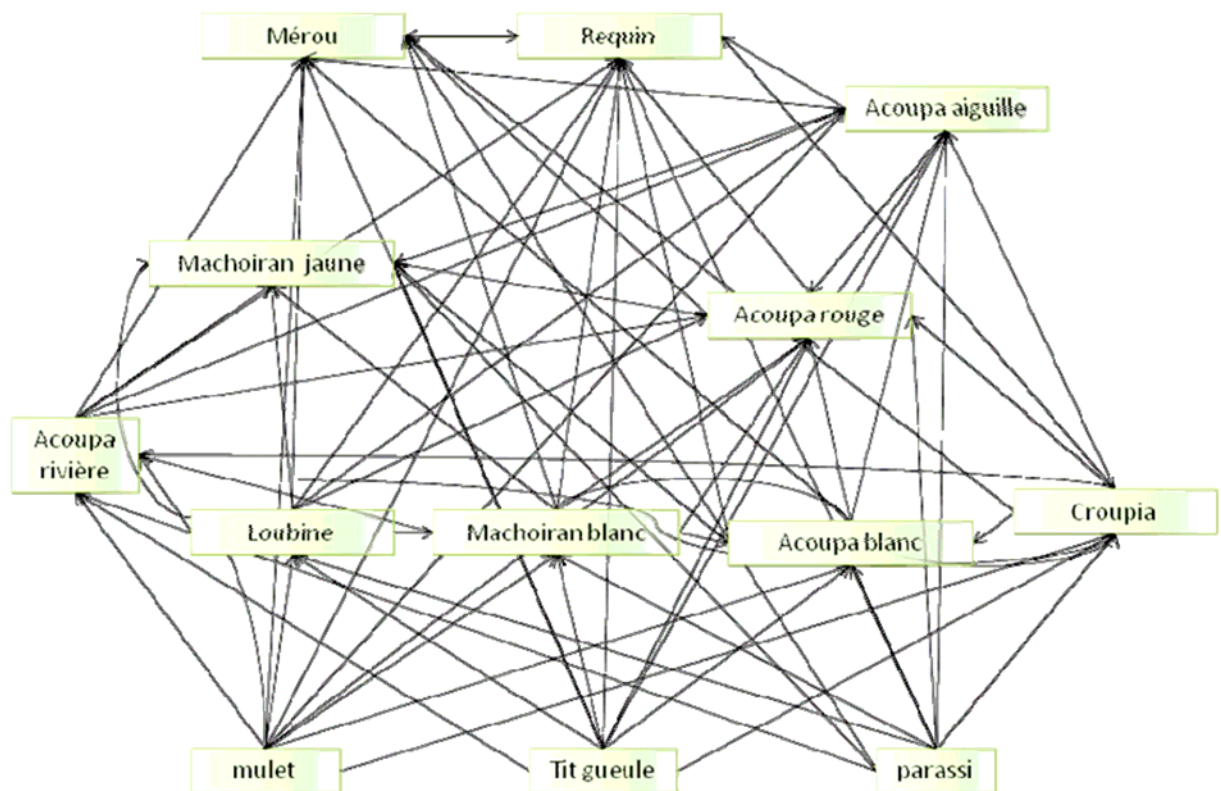 Mérou
Requin
Acoupa aiguille
Machoiran jaune
Acoupa rouge
Acoupa
rivière
Loubine
Machoiran blanc
Acoupa blanc
Croupia
mulet
Tit gueule
parassi